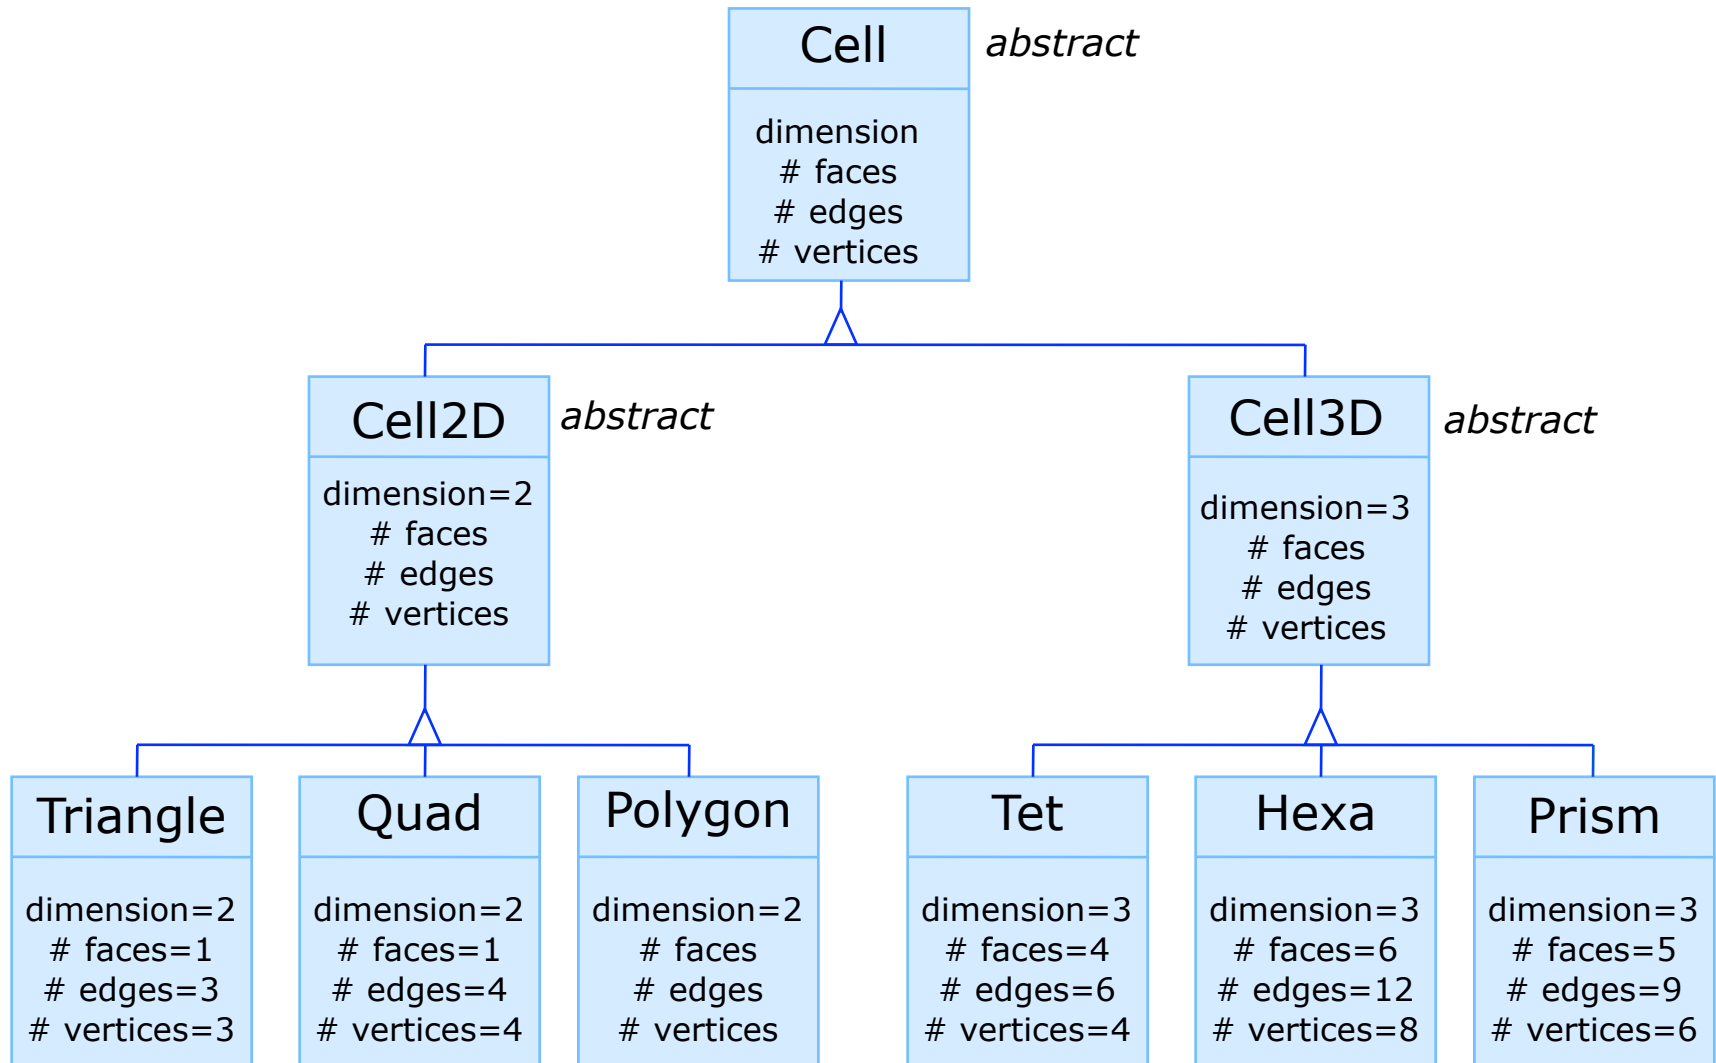 Cell
abstract
dimension
# faces
# edges
# vertices
Cell2D
abstract
dimension=2
# faces
# edges
# vertices
Cell3D
abstract
dimension=3
# faces
# edges
# vertices
Triangle
dimension=2
# faces=1
# edges=3
# vertices=3
Quad
dimension=2
# faces=1
# edges=4
# vertices=4
Polygon
dimension=2
# faces
# edges
# vertices
Tet
dimension=3
# faces=4
# edges=6
# vertices=4
Hexa
dimension=3
# faces=6
# edges=12
# vertices=8
Prism
dimension=3
# faces=5
# edges=9
# vertices=6